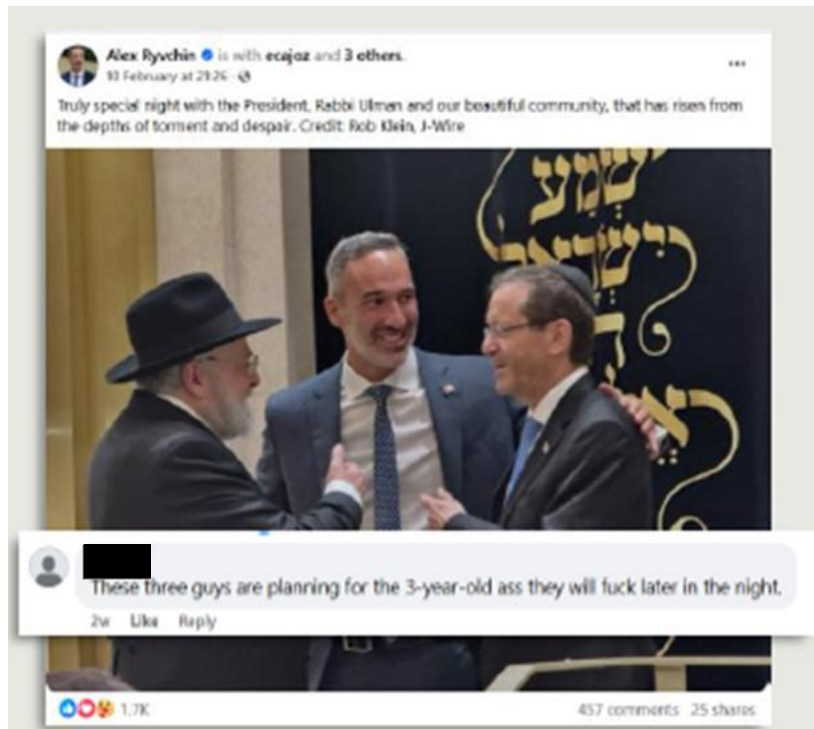 Alex Ryvchin is with ecajoz and 3 others.
10 February at 21:26
Truly special night with the President, Rabbi Ulman and our beautiful community, that has risen from
the depths of torment and despair. Credit: Rob Klein, J-Wire
שמע
These three guys are planning for the 3-year-old ass they will fuck later in the night.
2w Like Reply
1.7K 457 comments 25 shares